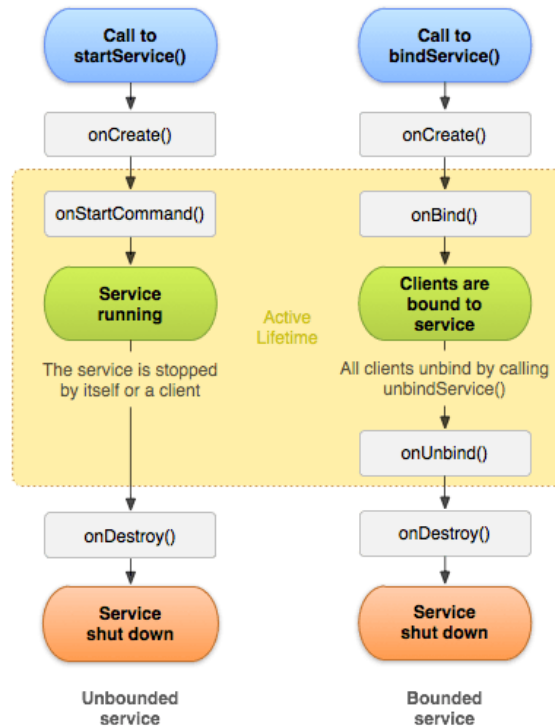 Call to
startService()
onCreate()
onStartCommand()
Service
running
The service is stopped
by itself or a client
onDestroy()
Service
shut down
Unbounded
service
Active
Lifetime
Call to
bindService()
onCreate()
onBind()
Clients are
bound to
service
All clients unbind by calling
unbindService()
onUnbind()
onDestroy()
Service
shut down
Bounded
service